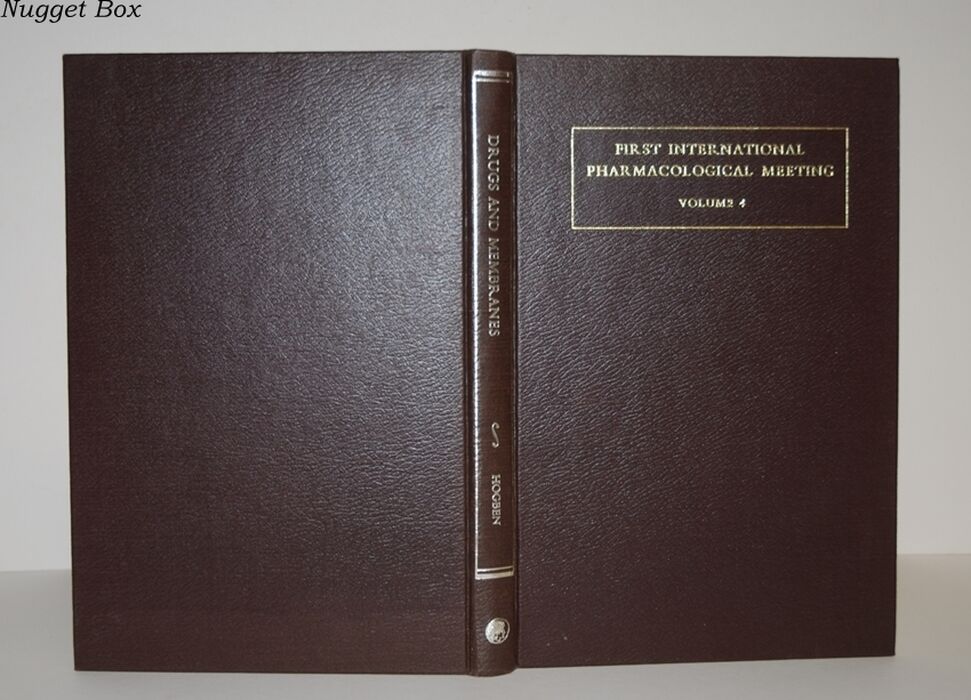 Nugget Box
DRUGS AND MEMBRANES
HOGBEN
FIRST INTERNATIONAL
PHARMACOLOGICAL MEETING
VOLUME 4